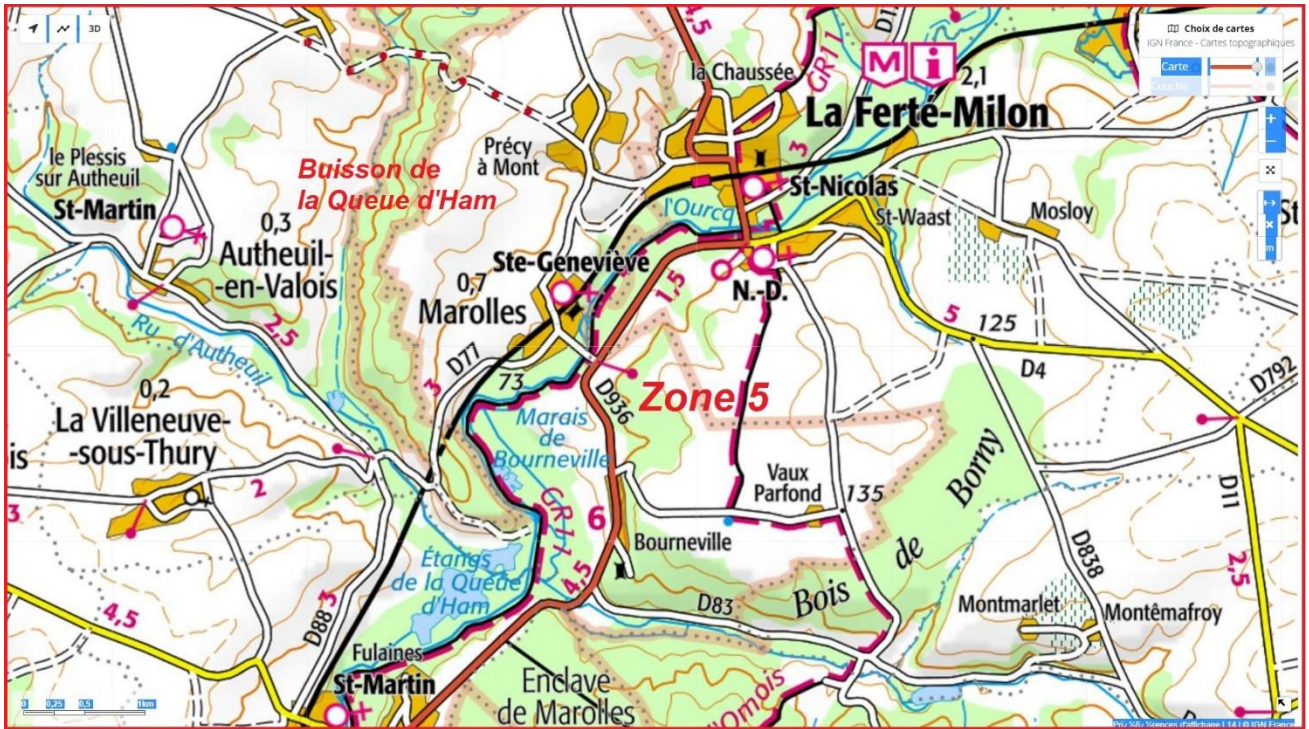 3D
4,5
D1
GR11
Choix de cartes
IGN France - Cartes topographiques
Carte
Couche
+
−
m
la Chaussée
M i
2,1
La Ferté-Milon
Précy
à Mont
3
le Plessis
sur Autheuil
St-Martin
Buisson de
la Queue d'Ham
St-Nicolas
l'Ourcq
St-Waast
Mosloy
St
0,3
Autheuil-
-en-Valois
Ste-Geneviève
0,7
Marolles
1,5
N.-D.
2,5
Ru d'Autheuil
5
125
D4
D792
D77
3
73
D936
Zone 5
0,2
La Villeneuve-
-sous-Thury
is
2
3
Marais
de
Bourneville
Vaux
Parfond
135
Bois de Borny
D11
GR11
6
Bourneville
Étangs
de la Queue
d'Ham
4,5
D83
D838
2,5
Montmarlet
Montêmafroy
4,5
D88
3
Fulaines
St-Martin
Enclave
de Marolles
l'Omois
D
0 0,25 0,5 1km